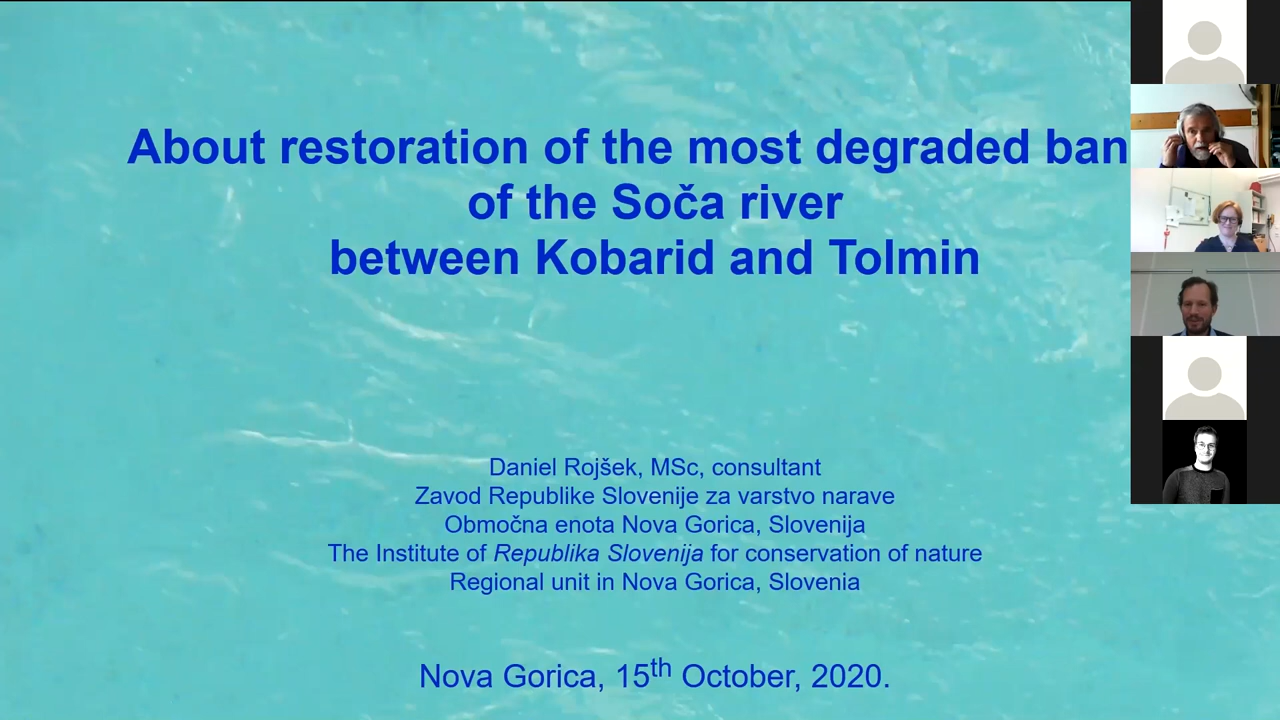 About restoration of the most degraded ban
of the Soča river
between Kobarid and Tolmin
Daniel Rojšek, MSc, consultant
Zavod Republike Slovenije za varstvo narave
Območna enota Nova Gorica, Slovenija
The Institute of Republika Slovenija for conservation of nature
Regional unit in Nova Gorica, Slovenia
Nova Gorica, 15th October, 2020.